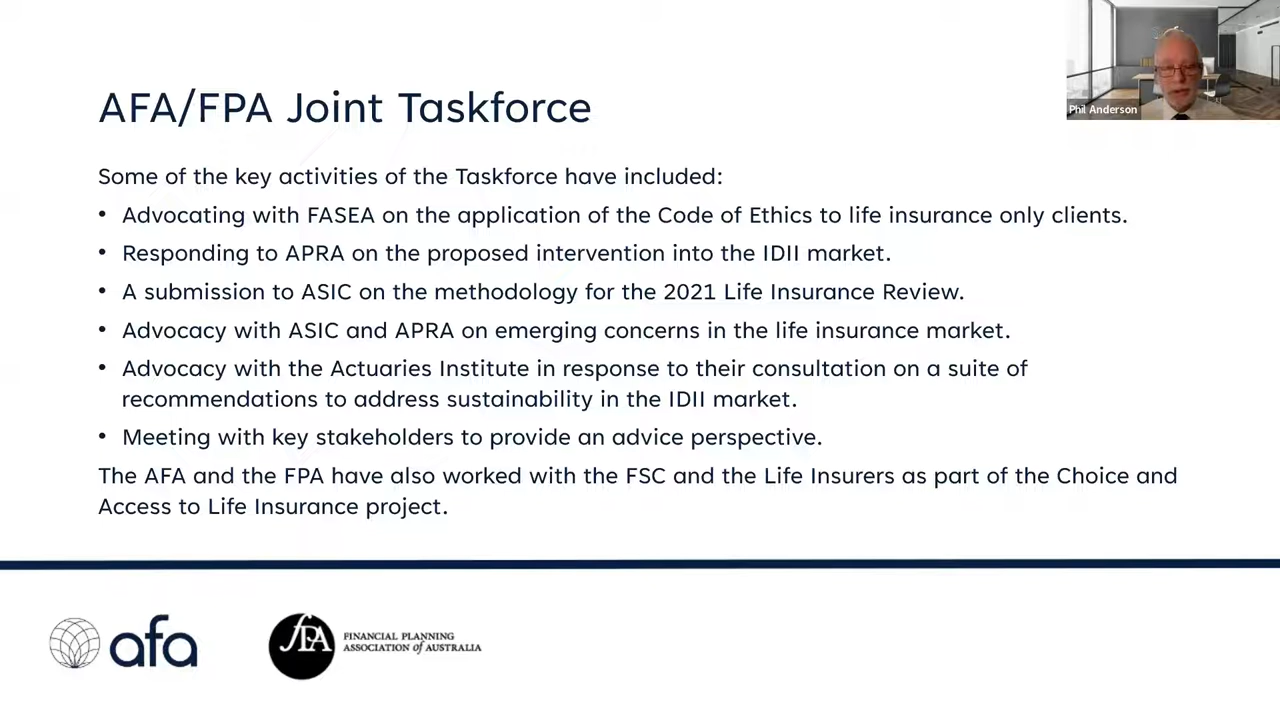 AFA/FPA Joint Taskforce
Phil Anderson
Some of the key activities of the Taskforce have included:
• Advocating with FASEA on the application of the Code of Ethics to life insurance only clients.
• Responding to APRA on the proposed intervention into the IDII market.
• A submission to ASIC on the methodology for the 2021 Life Insurance Review.
• Advocacy with ASIC and APRA on emerging concerns in the life insurance market.
• Advocacy with the Actuaries Institute in response to their consultation on a suite of
recommendations to address sustainability in the IDII market.
• Meeting with key stakeholders to provide an advice perspective.
The AFA and the FPA have also worked with the FSC and the Life Insurers as part of the Choice and
Access to Life Insurance project.
afa
FPA
FINANCIAL PLANNING
ASSOCIATION of AUSTRALIA